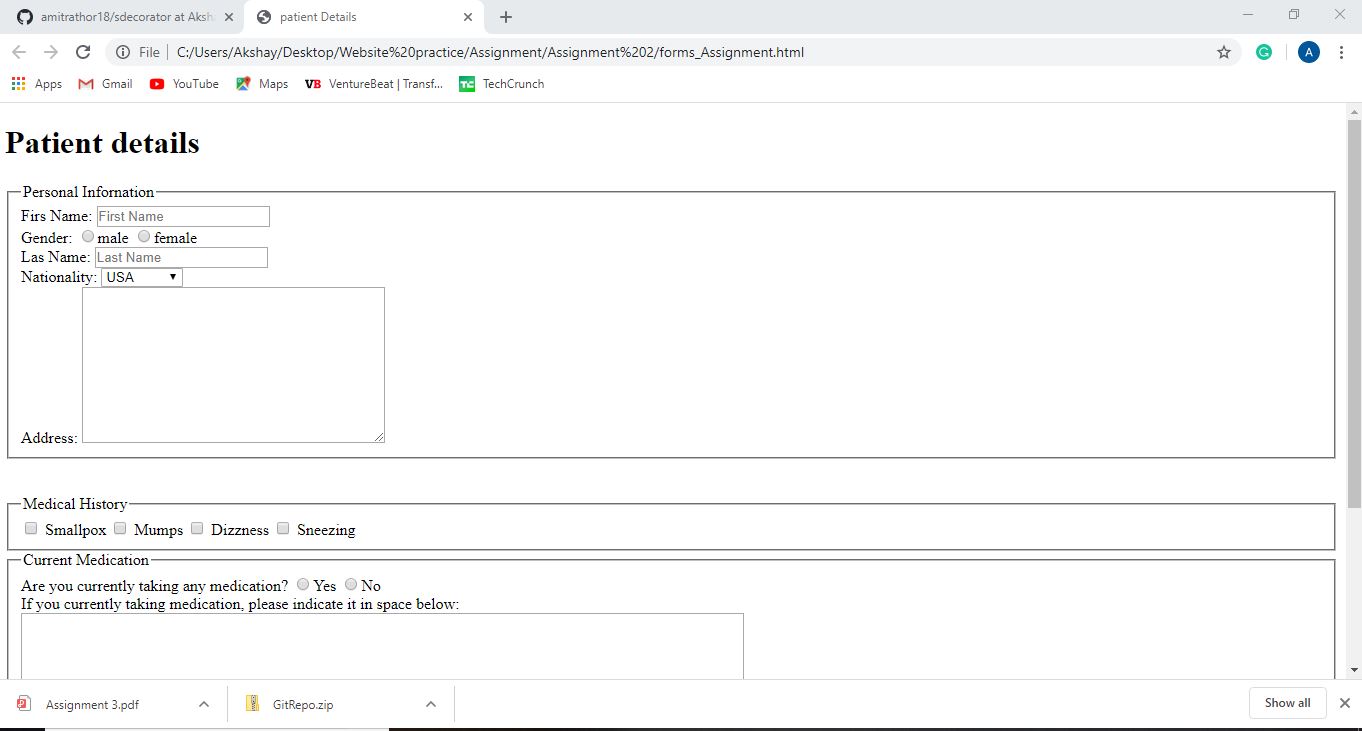 amitrathor18/sdecorator at Aksh
patient Details
File
C:/Users/Akshay/Desktop/Website%20practice/Assignment/Assignment%202/forms_Assignment.html
A
Apps Gmail YouTube Maps VB VentureBeat | Transf... TC TechCrunch
Patient details
Personal Infornation
Firs Name: First Name
Gender: male female
Las Name: Last Name
Nationality: USA
Address:
Medical History
Smallpox Mumps Dizzness Sneezing
Current Medication
Are you currently taking any medication? Yes No
If you currently taking medication, please indicate it in space below:
Assignment 3.pdf GitRepo.zip Show all